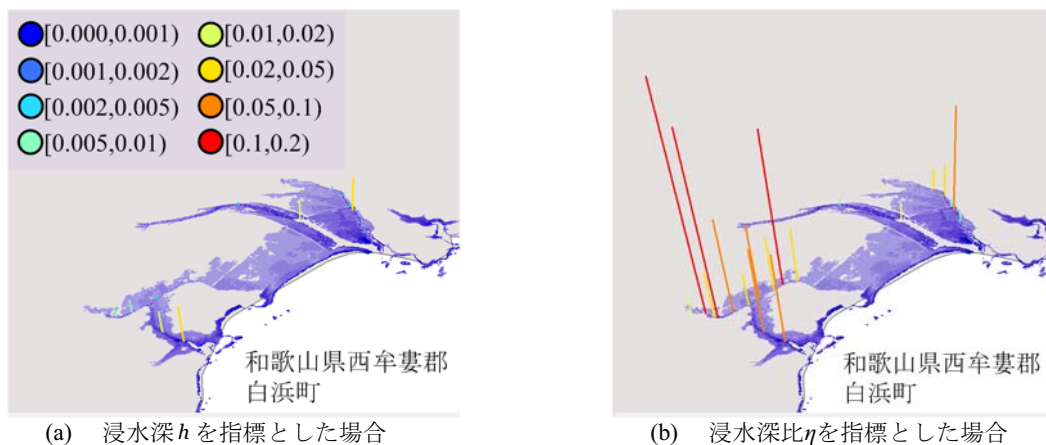 [0.000,0.001) [0.01,0.02)
[0.001,0.002) [0.02,0.05)
[0.002,0.005) [0.05,0.1)
[0.005,0.01) [0.1,0.2)
和歌山県西牟婁郡
白浜町
和歌山県西牟婁郡
白浜町
(a) 浸水深hを指標とした場合
(b) 浸水深比ηを指標とした場合